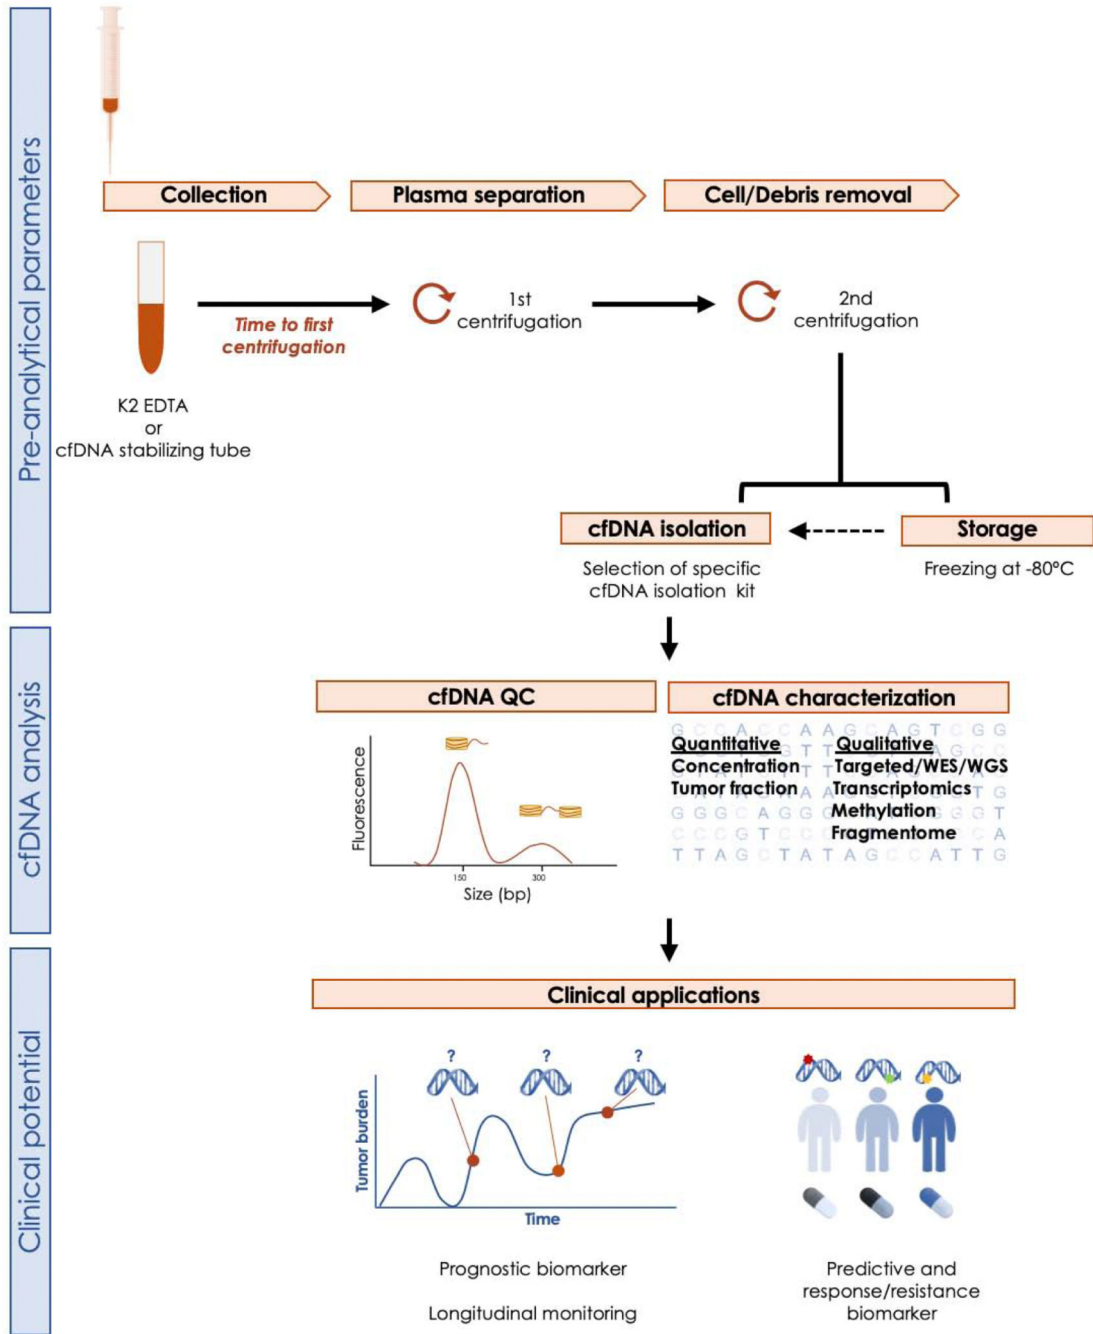 Pre-analytical parameters
Collection
Plasma separation
Cell/Debris removal
Time to first
centrifugation
1st
centrifugation
2nd
centrifugation
K2 EDTA
or
cfDNA stabilizing tube
cfDNA isolation
Storage
Selection of specific
cfDNA isolation kit
Freezing at -80ºC
cfDNA analysis
cfDNA QC
cfDNA characterization
Fluorescence
150
300
Size (bp)
G C C A C C A A G C A G T C G G
Quantitative
Concentration
Tumor fraction
Qualitative
Targeted/WES/WGS
Transcriptomics
Methylation
Fragmentome
T T A G C T A T A G C C A T T G
Clinical potential
Clinical applications
? ? ?
Tumor burden
Time
Prognostic biomarker
Longitudinal monitoring
Predictive and
response/resistance
biomarker